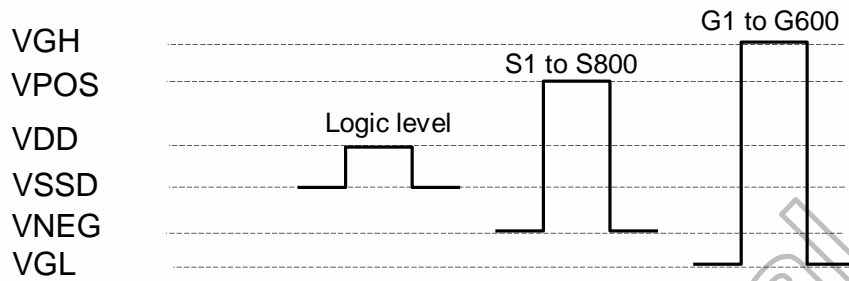 G1 to G600
VGH
S1 to S800
VPOS
Logic level
VDD
VSSD
VNEG
VGL